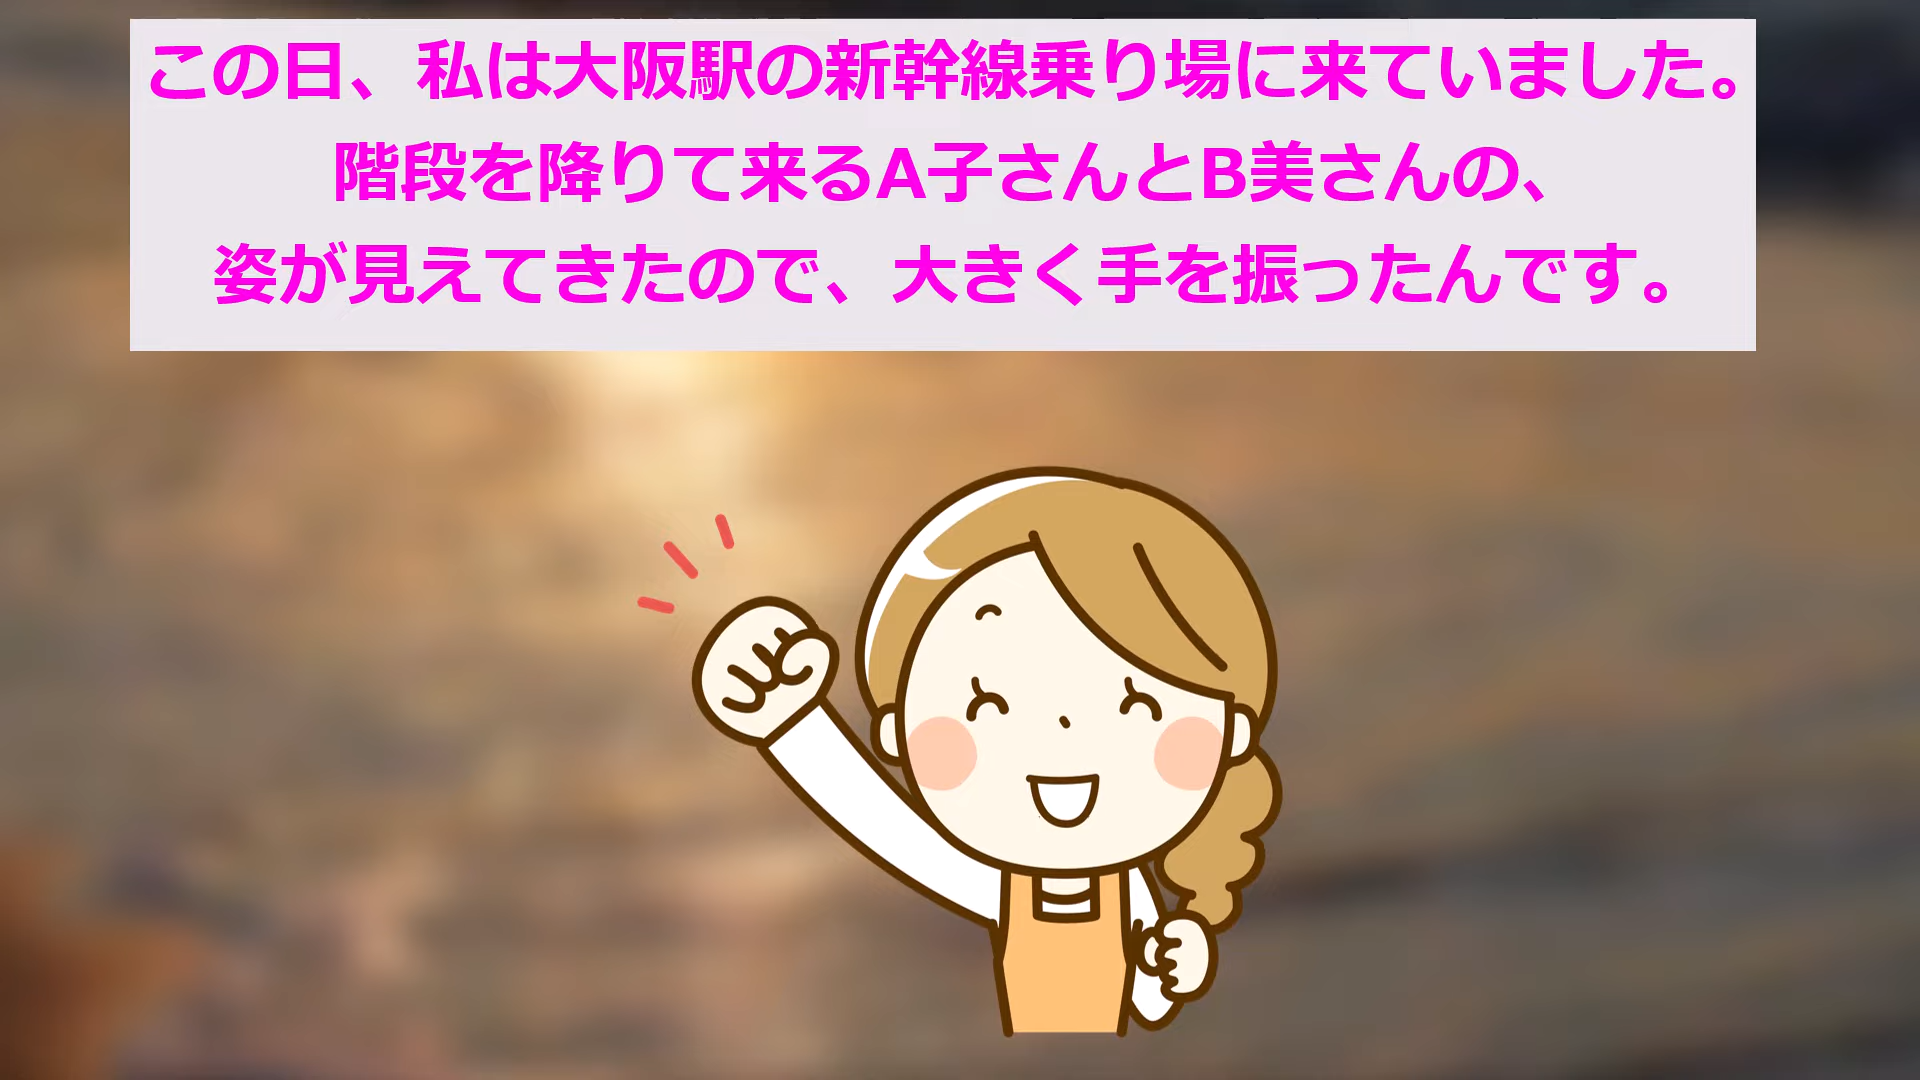 この日、私は大阪駅の新幹線乗り場に来ていました。
階段を降りて来るA子さんとB美さんの、
姿が見えてきたので、大きく手を振ったんです。